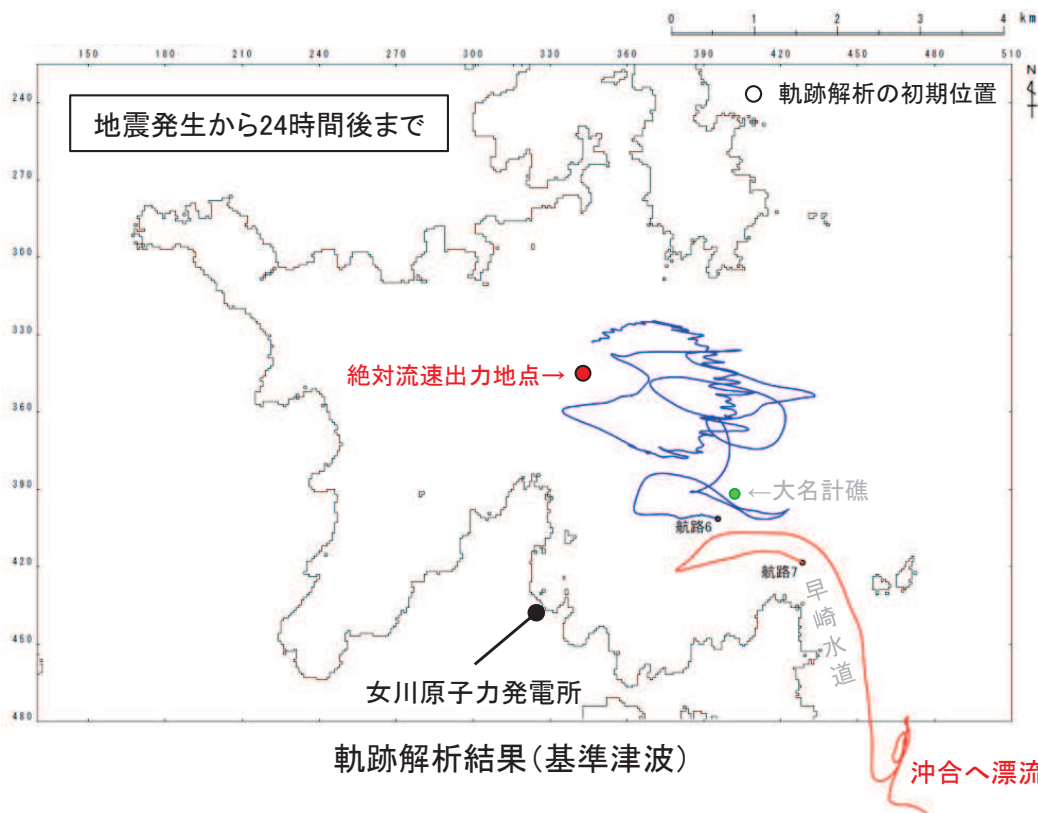 0 1 2 3 4 km
150 180 210 240 270 300 330 360 390 420 450 480 510
N
240
270
300
330
360
390
420
450
480
○ 軌跡解析の初期位置
地震発生から24時間後まで
絶対流速出力地点→
←大名計礁
航路6
航路7
早崎水道
女川原子力発電所
軌跡解析結果(基準津波)
沖合へ漂流